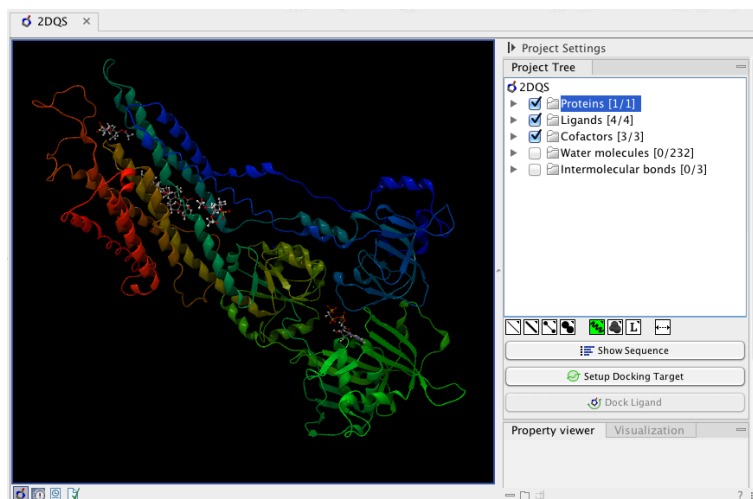 2DQS ×
Project Settings
Project Tree
2DQS
Proteins [1/1]
Ligands [4/4]
Cofactors [3/3]
Water molecules [0/232]
Intermolecular bonds [0/3]
L
Show Sequence
Setup Docking Target
Dock Ligand
Property viewer Visualization
?